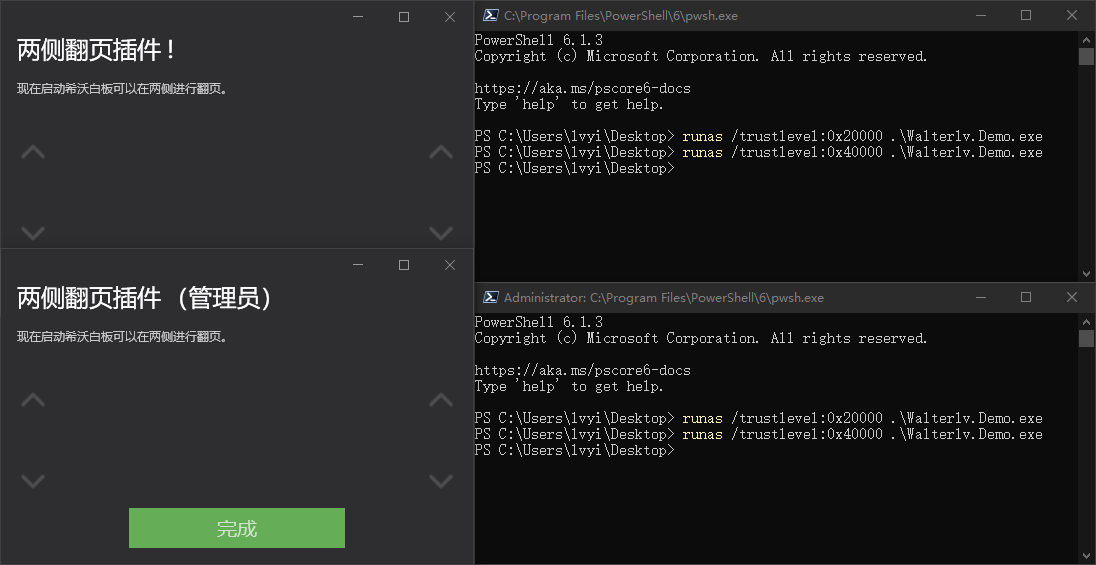 两侧翻页插件！
现在启动希沃白板可以在两侧进行翻页。
两侧翻页插件 （管理员）
现在启动希沃白板可以在两侧进行翻页。
完成
C:\Program Files\PowerShell\6\pwsh.exe
PowerShell 6.1.3
Copyright (c) Microsoft Corporation. All rights reserved.
https://aka.ms/pscore6-docs
Type 'help' to get help.
PS C:\Users\lvyi\Desktop> runas /trustlevel:0x20000 .\Walterlv.Demo.exe
PS C:\Users\lvyi\Desktop> runas /trustlevel:0x40000 .\Walterlv.Demo.exe
PS C:\Users\lvyi\Desktop>
Administrator: C:\Program Files\PowerShell\6\pwsh.exe
PowerShell 6.1.3
Copyright (c) Microsoft Corporation. All rights reserved.
https://aka.ms/pscore6-docs
Type 'help' to get help.
PS C:\Users\lvyi\Desktop> runas /trustlevel:0x20000 .\Walterlv.Demo.exe
PS C:\Users\lvyi\Desktop> runas /trustlevel:0x40000 .\Walterlv.Demo.exe
PS C:\Users\lvyi\Desktop>